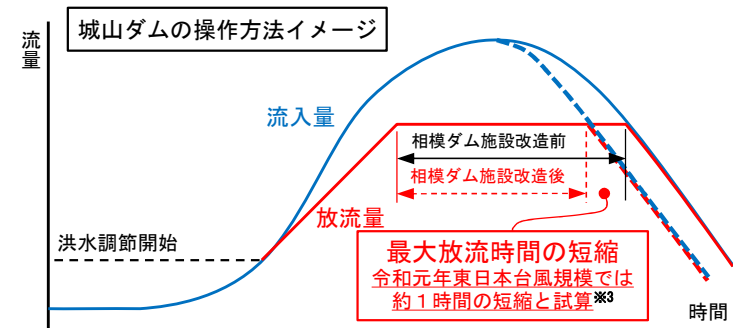 城山ダムの操作方法イメージ
流量
流入量
相模ダム施設改造前
相模ダム施設改造後
放流量
洪水調節開始
最大放流時間の短縮
令和元年東日本台風規模では
約１時間の短縮と試算※3
時間